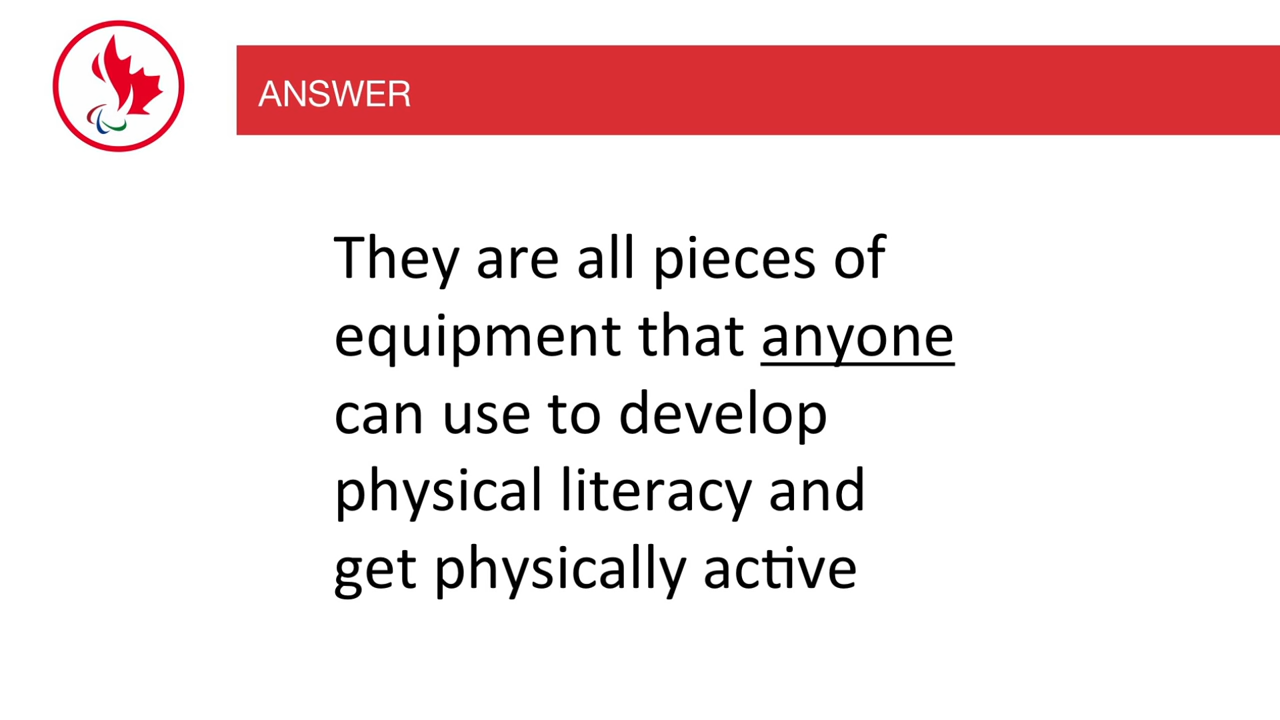 ANSWER
They are all pieces of
equipment that anyone
can use to develop
physical literacy and
get physically active